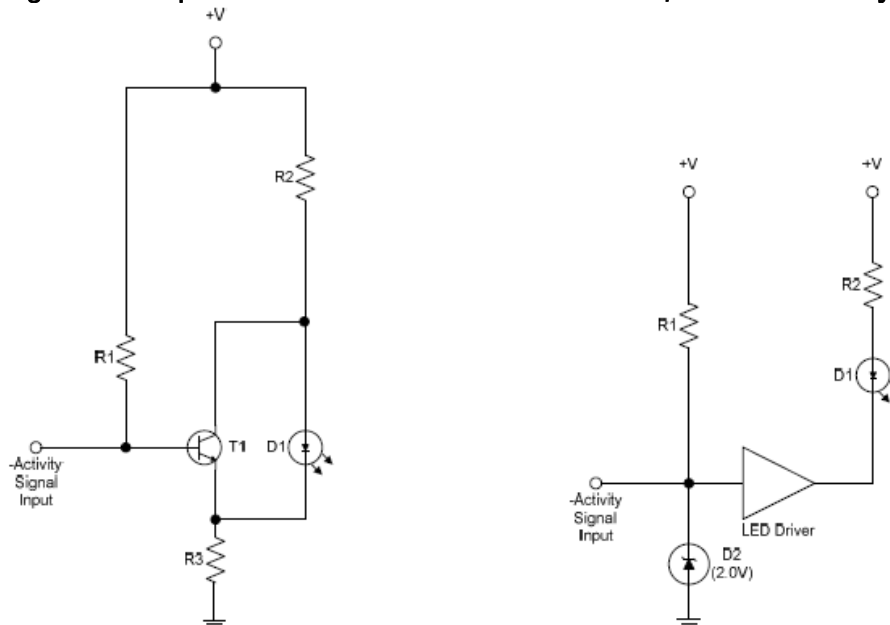 +V
R2
R1
T1
D1
-Activity
Signal
Input
R3
+V
+V
R2
R1
D1
-Activity
Signal
Input
LED Driver
D2
(2.0V)